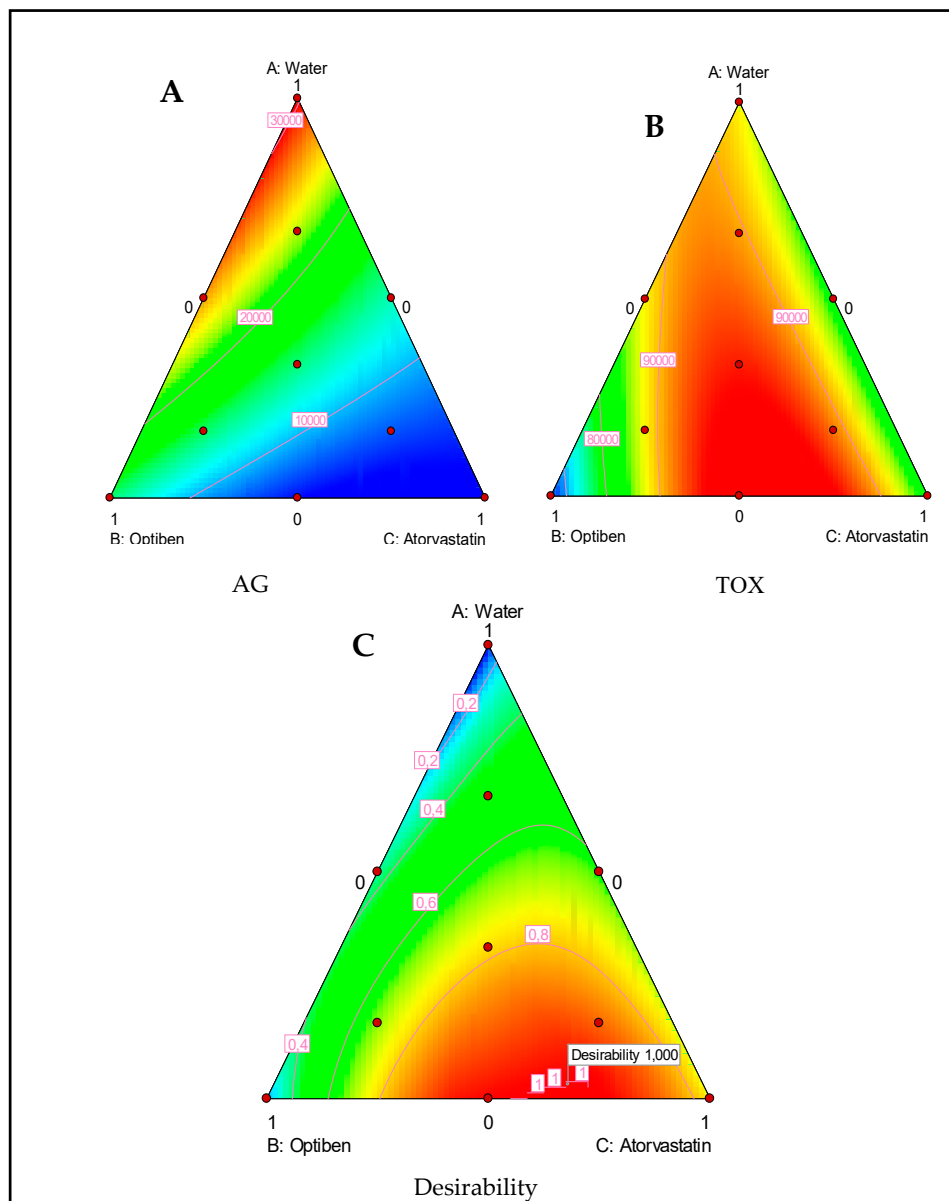 A
A: Water
1
30000
0
0
20000
10000
1
0
1
B: Optiben
C: Atorvastatin
AG
B
A: Water
1
0
0
90000
90000
80000
1
0
1
B: Optiben
C: Atorvastatin
TOX
C
A: Water
1
0,2
0,2
0,4
0
0
0,6
0,8
0,4
Desirability 1,000
1
1
1
1
0
1
B: Optiben
C: Atorvastatin
Desirability